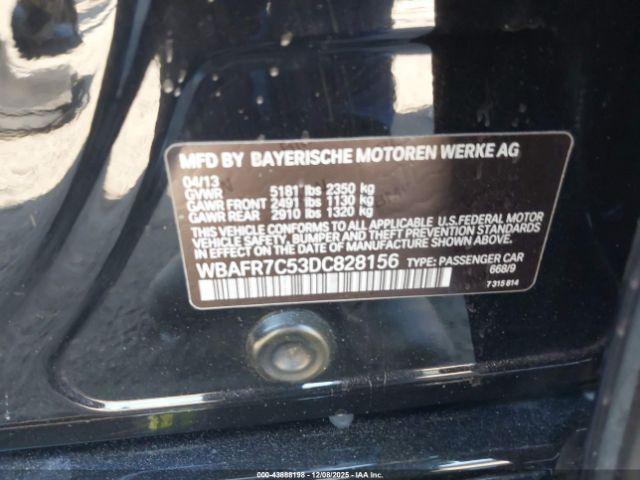 MFD BY BAYERISCHE MOTOREN WERKE AG
04/13
GVWR 5181 lbs 2350 kg
GAWR FRONT 2491 lbs 1130 kg
GAWR REAR 2910 lbs 1320 kg
THIS VEHICLE CONFORMS TO ALL APPLICABLE U.S.FEDERAL MOTOR
VEHICLE SAFETY, BUMPER AND THEFT PREVENTION STANDARDS
IN EFFECT ON THE DATE OF MANUFACTURE SHOWN ABOVE.
WBAFR7C53DC828156 TYPE: PASSENGER CAR
668/9
7 315 814
000-43888198 - 12/08/2025 - IAA Inc.